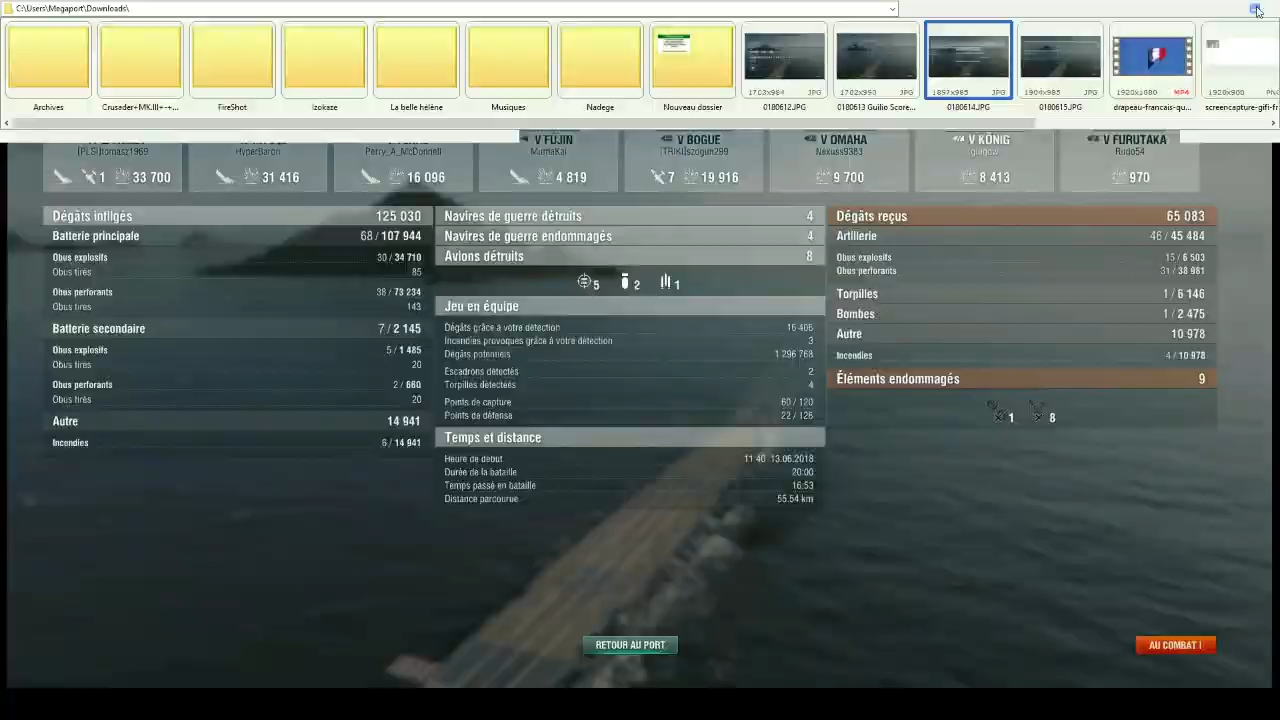 C:\Users\Megaport\Downloads\
1703x984 JPG 1702x990 JPG 1897x985 JPG 1904x985 JPG 1920x1080 MP4 1920x908 PNG
Archives Crusader+MK.III+-+... FireShot Izokaze La belle hélène Musiques Nadege Nouveau dossier 0180612.JPG 0180613 Guilio Score... 0180614.JPG 0180615.JPG drapeau-francais-qu... screencapture-gifi-fr
V FUJIN V BOGUE V OMAHA V KÖNIG V FURUTAKA
[PLS]tomasz1969 HyperBaron Perry_A_McDonnell MumaKai [TRIKI]szogun299 Nexuss9383 glugow Rudo54
1 33 700 31 416 16 096 4 819 7 19 916 9 700 8 413 970
Dégâts infligés 125 030
Batterie principale 68 / 107 944
Obus explosifs 30 / 34 710
Obus tirés 85
Obus perforants 38 / 73 234
Obus tirés 143
Batterie secondaire 7 / 2 145
Obus explosifs 5 / 1 485
Obus tirés 20
Obus perforants 2 / 660
Obus tirés 20
Autre 14 941
Incendies 6 / 14 941
Navires de guerre détruits 4
Navires de guerre endommagés 4
Avions détruits 8
5 2 1
Jeu en équipe
Dégâts grâce à votre détection 16 406
Incendies provoqués grâce à votre détection 3
Dégâts potentiels 1 296 768
Escadrons détectés 2
Torpilles détectées 4
Points de capture 60 / 120
Points de défense 22 / 126
Temps et distance
Heure de début 11:40 13.06.2018
Durée de la bataille 20:00
Temps passé en bataille 16:53
Distance parcourue 55.54 km
Dégâts reçus 65 083
Artillerie 46 / 45 484
Obus explosifs 15 / 6 503
Obus perforants 31 / 38 981
Torpilles 1 / 6 146
Bombes 1 / 2 475
Autre 10 978
Incendies 4 / 10 978
Éléments endommagés 9
1 8
RETOUR AU PORT
AU COMBAT !